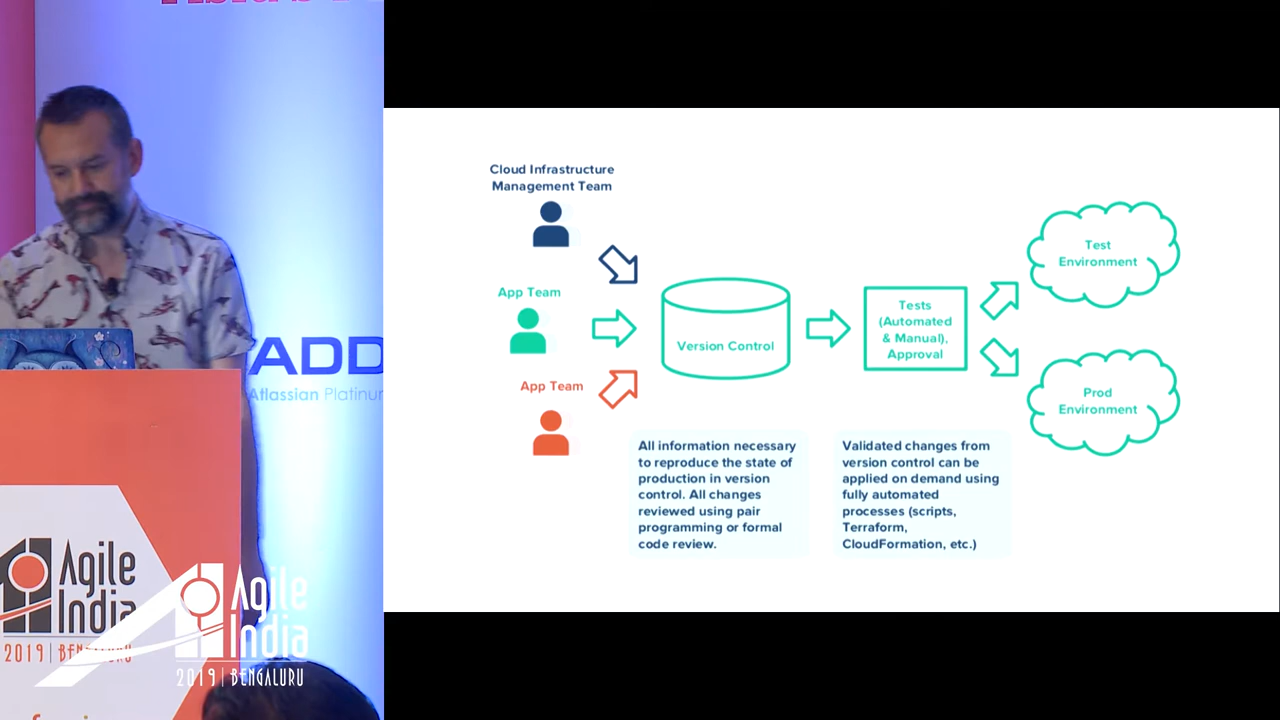 ADD
Atlassian Platinum
Agile
India
2019 | BENGALURU
Agile
India
2019 | BENGALURU
Cloud Infrastructure
Management Team
App Team
App Team
Version Control
Tests
(Automated
& Manual),
Approval
Test
Environment
Prod
Environment
All information necessary
to reproduce the state of
production in version
control. All changes
reviewed using pair
programming or formal
code review.
Validated changes from
version control can be
applied on demand using
fully automated
processes (scripts,
Terraform,
CloudFormation, etc.)